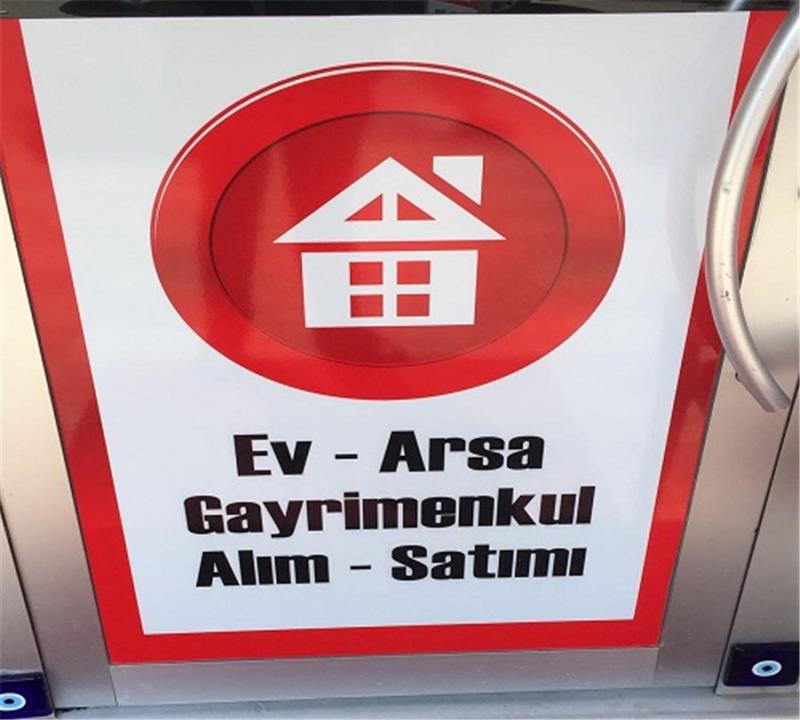 Ev - Arsa
Gayrimenkul
Alım - Satımı